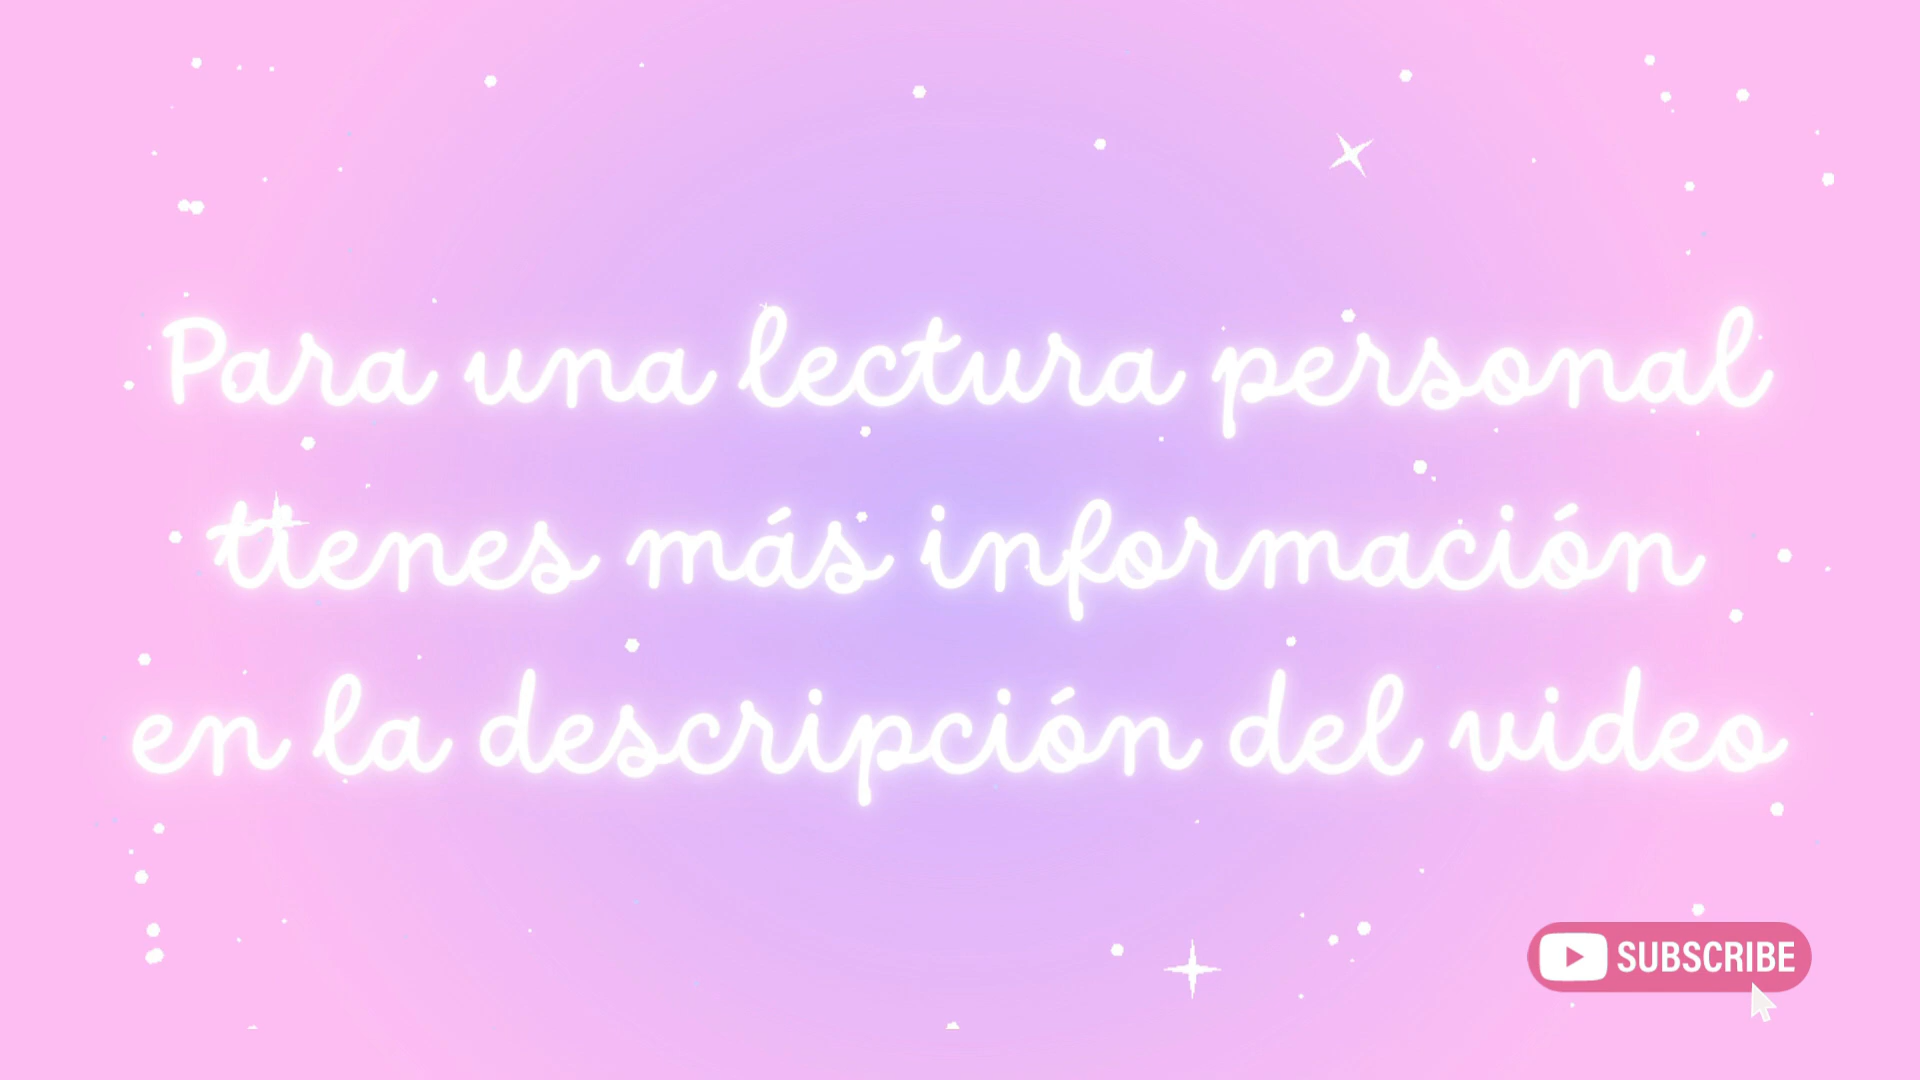 Para una lectura personal
tienes más información
en la descripción del video
SUBSCRIBE